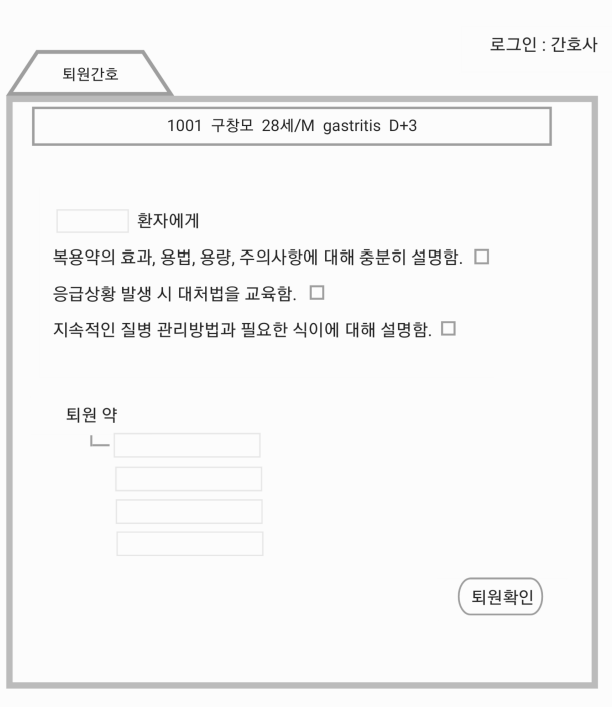 로그인 : 간호사
퇴원간호
1001 구창모 28세/M gastritis D+3
환자에게
복용약의 효과, 용법, 용량, 주의사항에 대해 충분히 설명함.
응급상황 발생 시 대처법을 교육함.
지속적인 질병 관리방법과 필요한 식이에 대해 설명함.
퇴원 약
퇴원확인